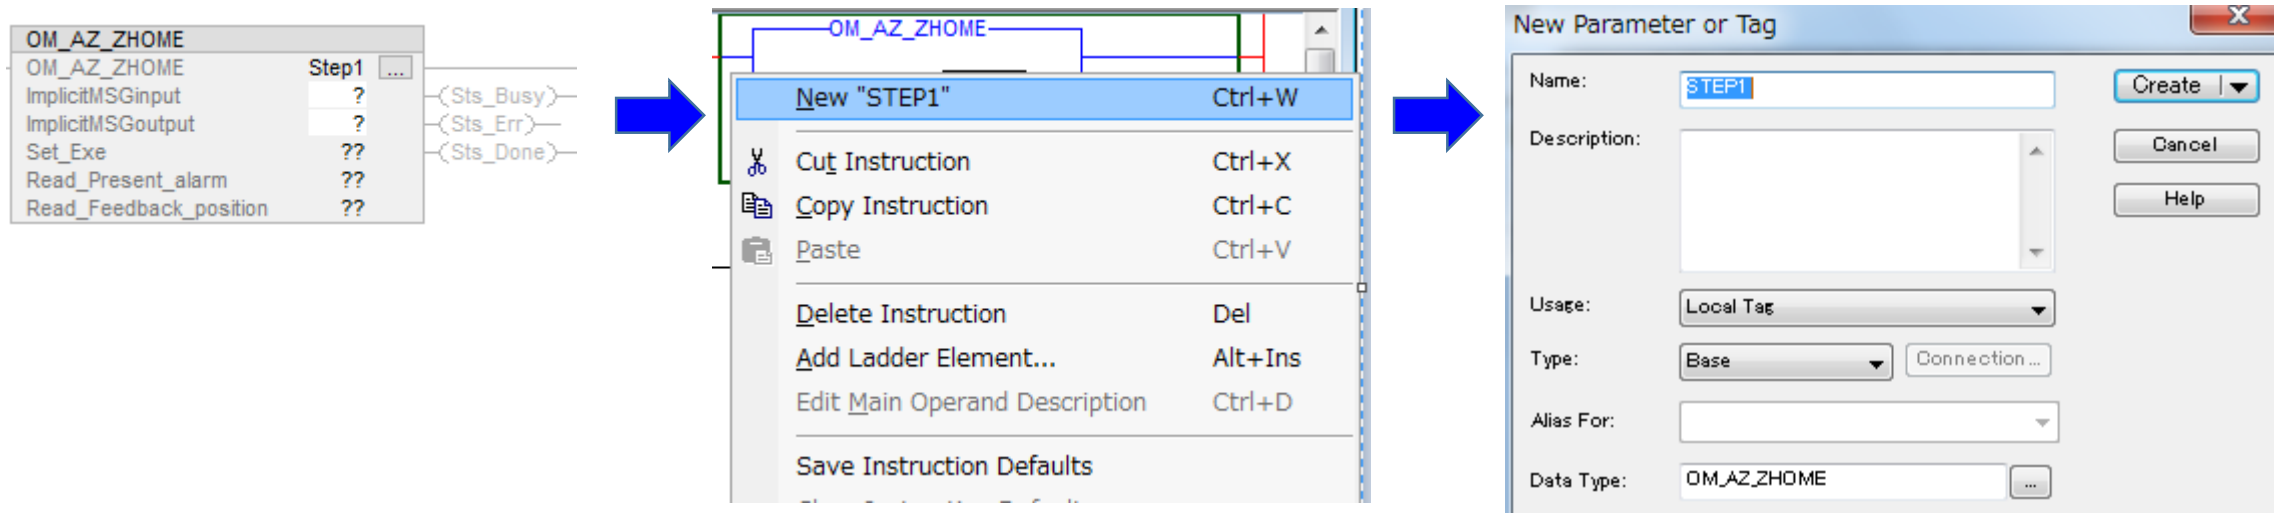 OM_AZ_ZHOME
OM_AZ_ZHOME Step1 ...
ImplicitMSGinput ? (Sts_Busy)
ImplicitMSGoutput ? (Sts_Err)
Set_Exe ?? (Sts_Done)
Read_Present_alarm ??
Read_Feedback_position ??
OM_AZ_ZHOME
New "STEP1" Ctrl+W
Cut Instruction Ctrl+X
Copy Instruction Ctrl+C
Paste Ctrl+V
Delete Instruction Del
Add Ladder Element... Alt+Ins
Edit Main Operand Description Ctrl+D
Save Instruction Defaults
New Parameter or Tag
Name: STEP1 Create
Description: Cancel
Help
Usage: Local Tag
Type: Base Connection...
Alias For:
Data Type: OM_AZ_ZHOME ...